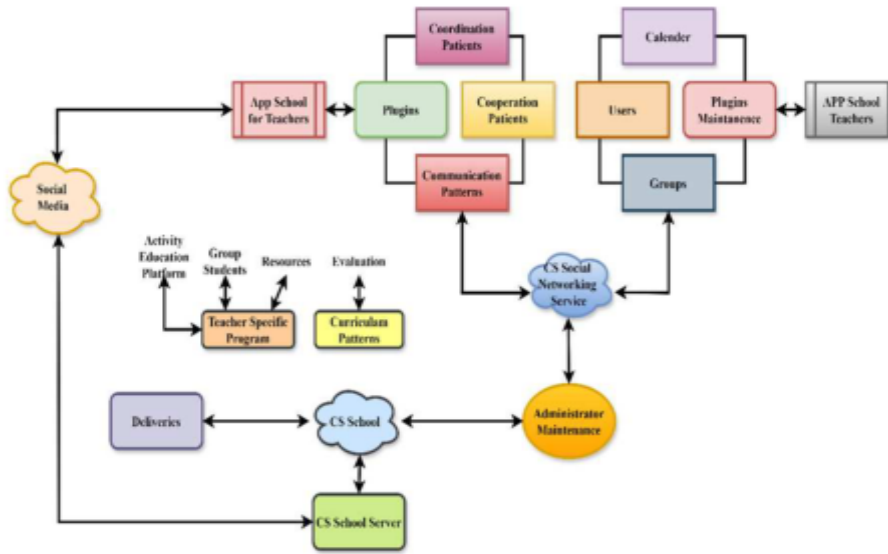 Coordination
Patients
Calender
App School
for Teachers
Plugins
Cooperation
Patients
Users
Plugins
Maintanence
APP School
Teachers
Communication
Patterns
Groups
Social
Media
Activity
Education
Platform
Group
Students
Resources
Evaluation
CS Social
Networking
Service
Teacher Specific
Program
Curriculam
Patterns
Deliveries
CS School
Administrator
Maintenance
CS School Server